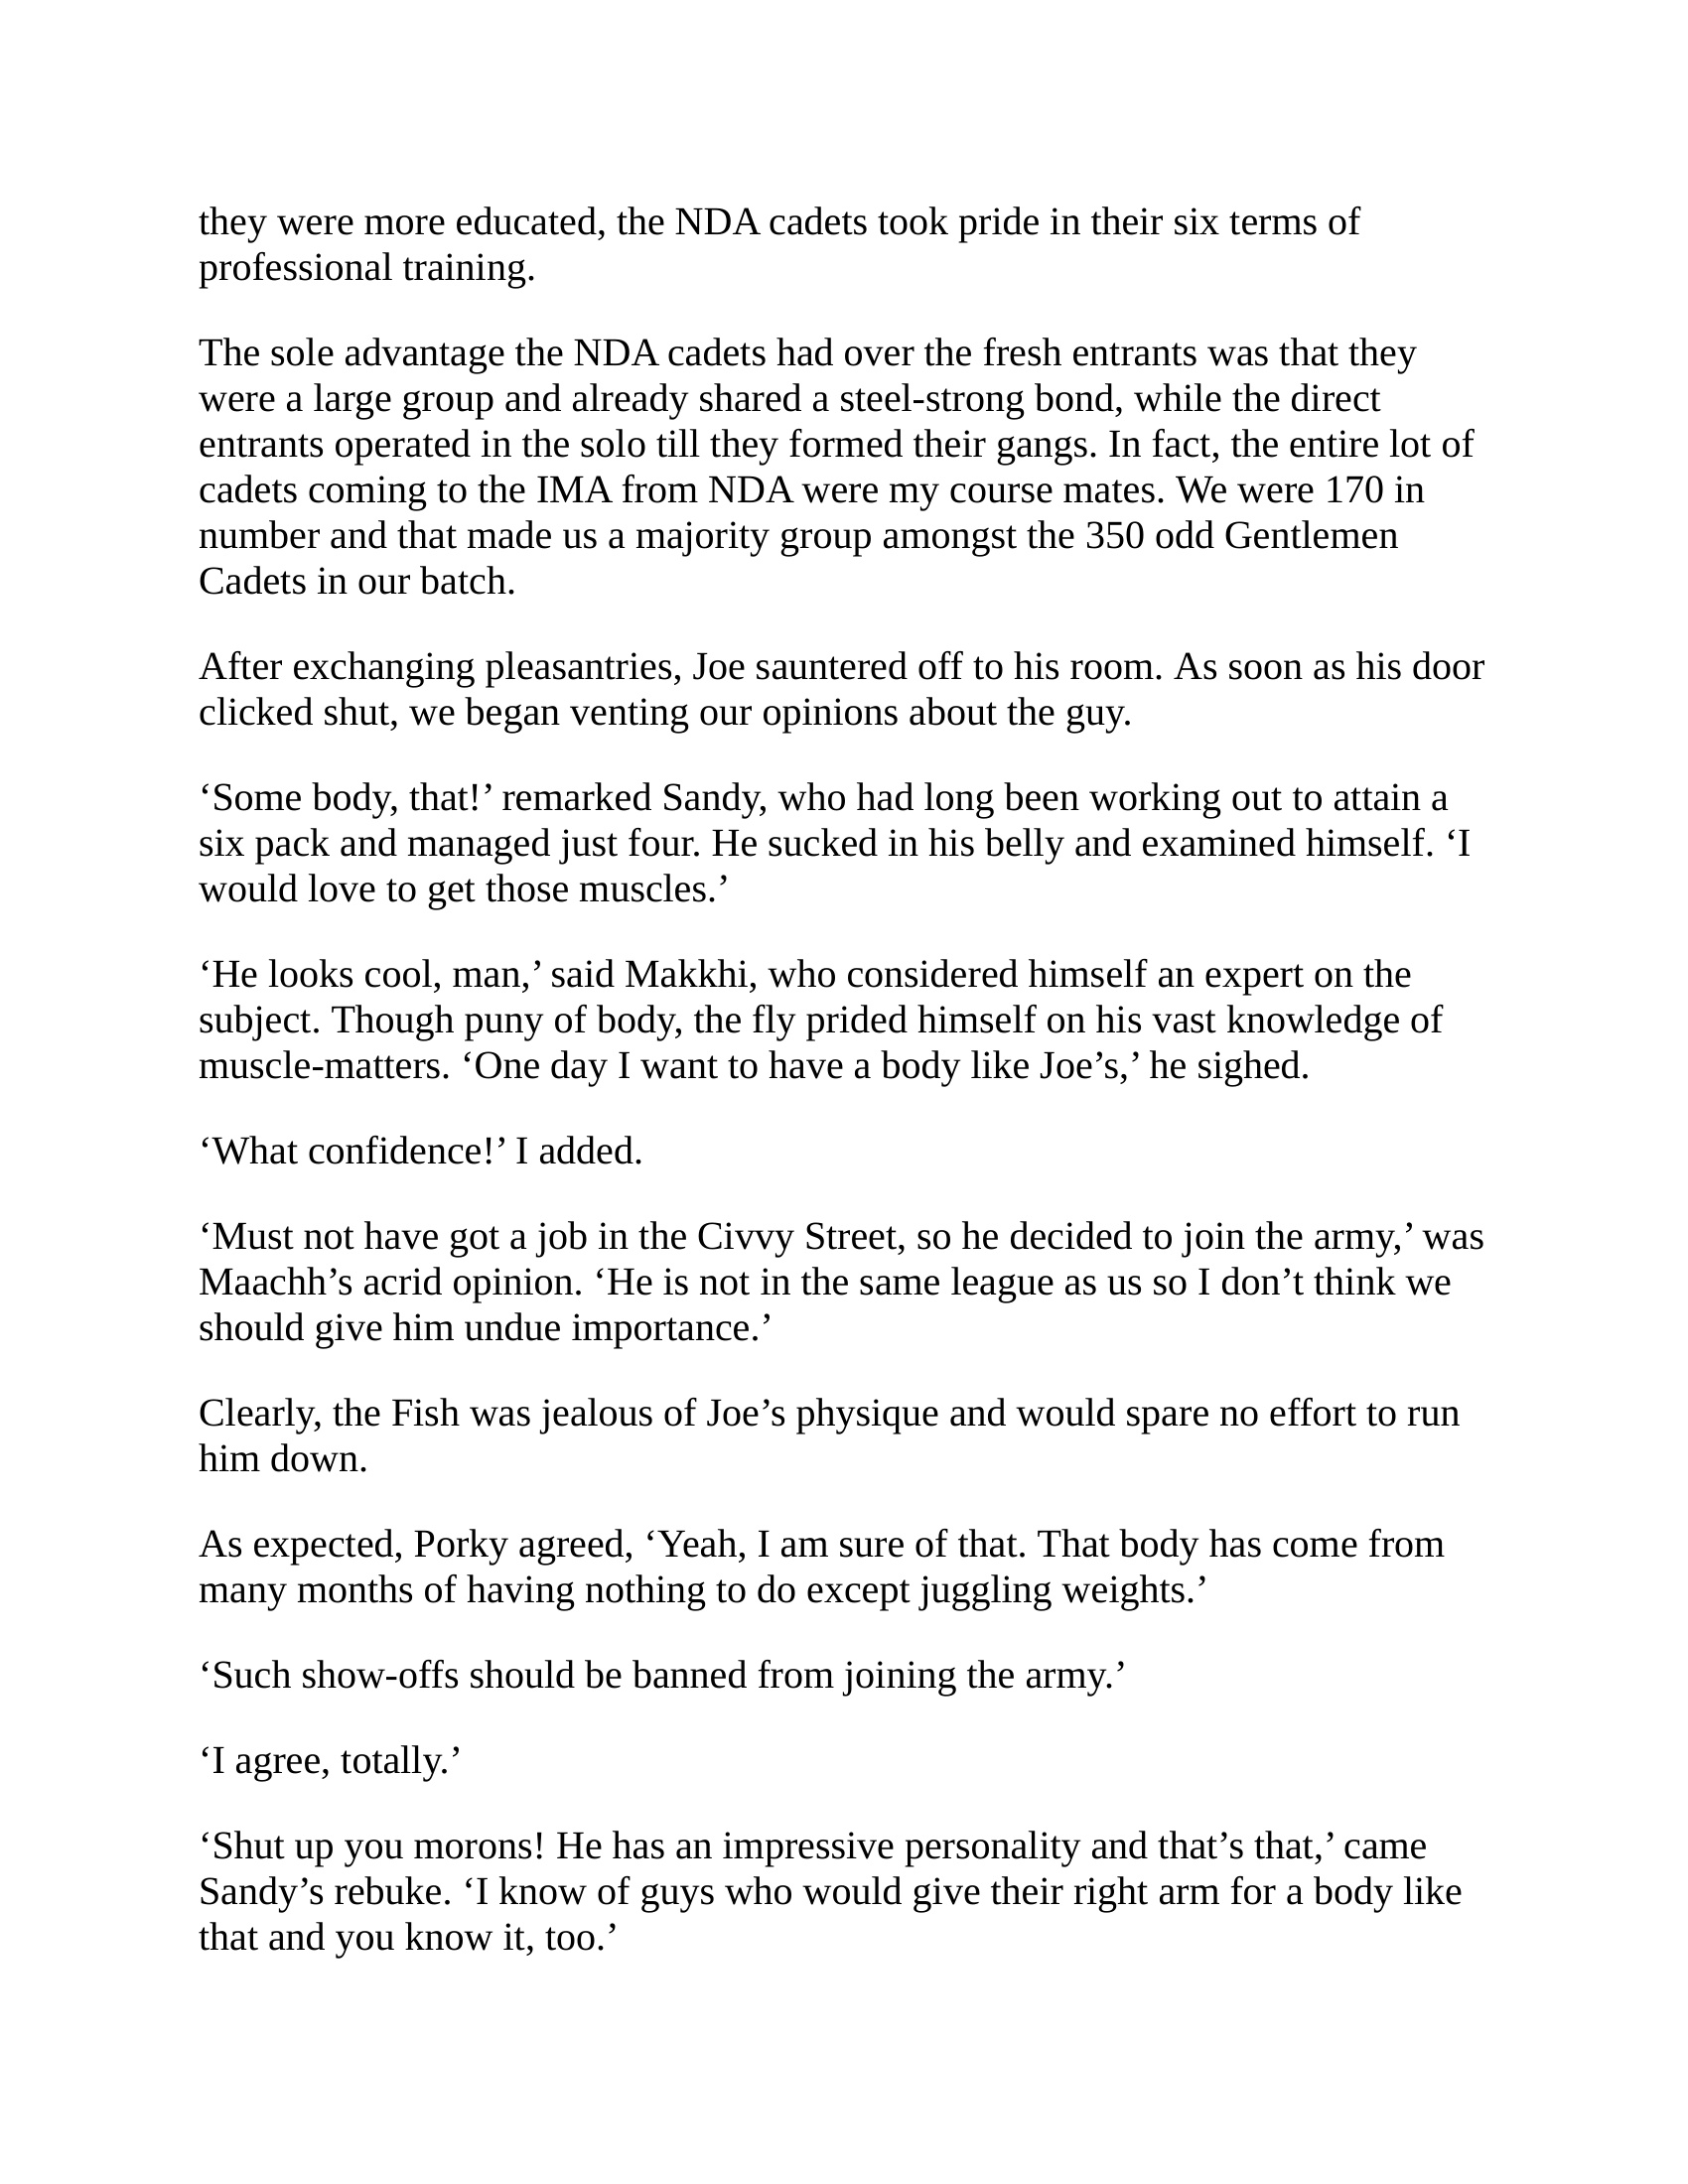 they were more educated, the NDA cadets took pride in their six terms of
professional training.
The sole advantage the NDA cadets had over the fresh entrants was that they
were a large group and already shared a steel-strong bond, while the direct
entrants operated in the solo till they formed their gangs. In fact, the entire lot of
cadets coming to the IMA from NDA were my course mates. We were 170 in
number and that made us a majority group amongst the 350 odd Gentlemen
Cadets in our batch.
After exchanging pleasantries, Joe sauntered off to his room. As soon as his door
clicked shut, we began venting our opinions about the guy.
‘Some body, that!’ remarked Sandy, who had long been working out to attain a
six pack and managed just four. He sucked in his belly and examined himself. ‘I
would love to get those muscles.’
‘He looks cool, man,’ said Makkhi, who considered himself an expert on the
subject. Though puny of body, the fly prided himself on his vast knowledge of
muscle-matters. ‘One day I want to have a body like Joe’s,’ he sighed.
‘What confidence!’ I added.
‘Must not have got a job in the Civvy Street, so he decided to join the army,’ was
Maachh’s acrid opinion. ‘He is not in the same league as us so I don’t think we
should give him undue importance.’
Clearly, the Fish was jealous of Joe’s physique and would spare no effort to run
him down.
As expected, Porky agreed, ‘Yeah, I am sure of that. That body has come from
many months of having nothing to do except juggling weights.’
‘Such show-offs should be banned from joining the army.’
‘I agree, totally.’
‘Shut up you morons! He has an impressive personality and that’s that,’ came
Sandy’s rebuke. ‘I know of guys who would give their right arm for a body like
that and you know it, too.’